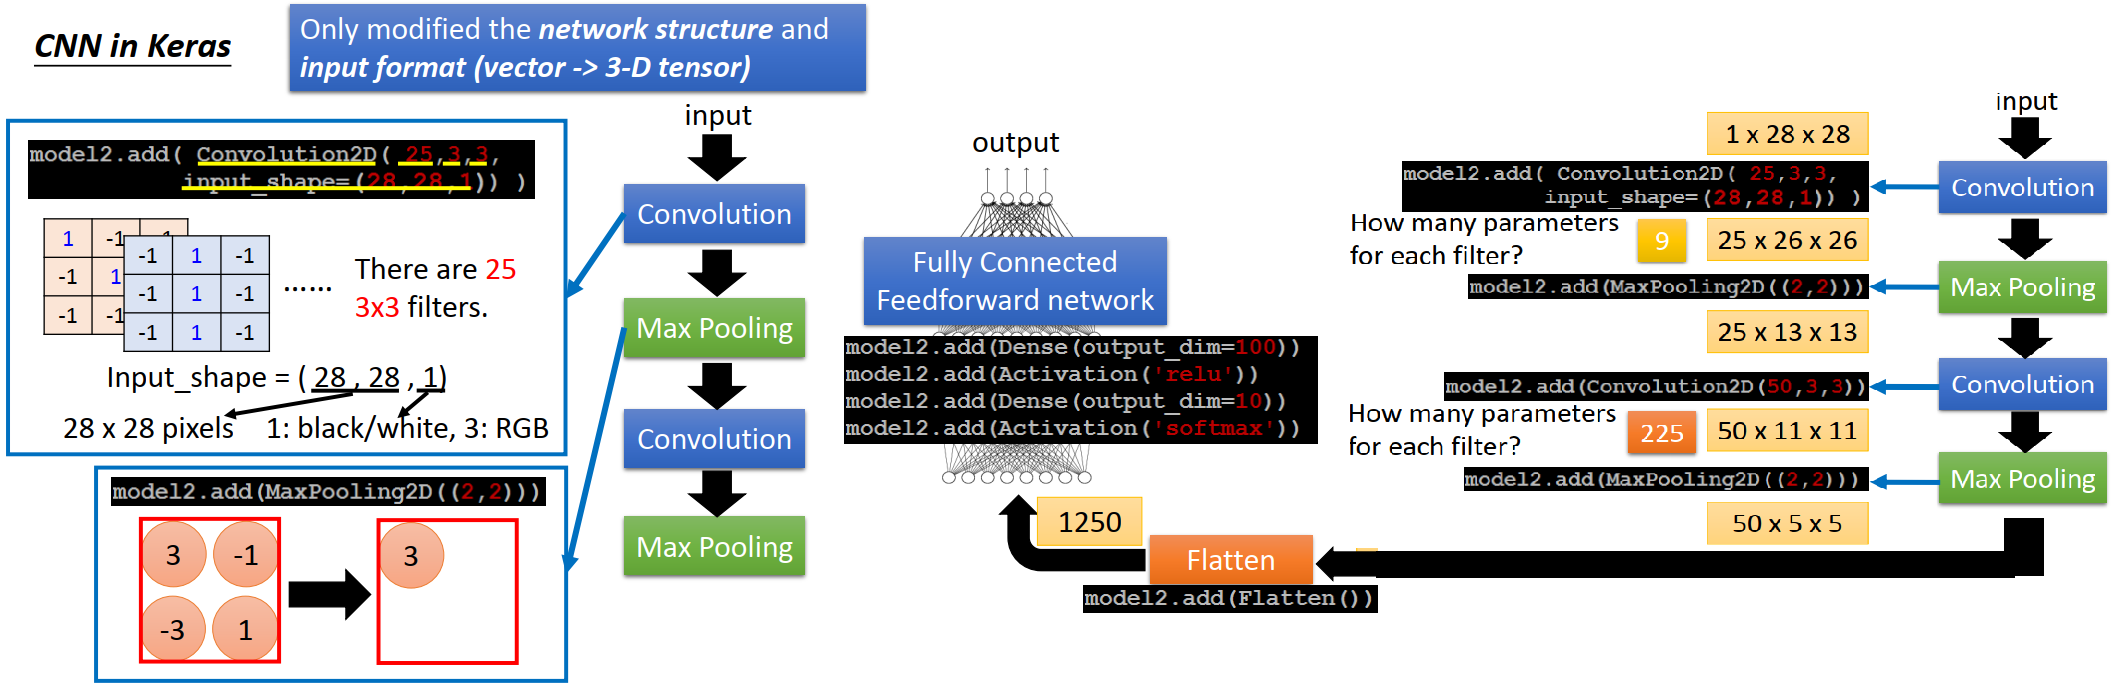 CNN in Keras
Only modified the network structure and
input format (vector -> 3-D tensor)
model2.add( Convolution2D( 25,3,3,
input_shape=(28,28,1)) )
1 -1 -1
-1 1
-1 -1
-1 1 -1
-1 1 -1
-1 1 -1
......
There are 25
3x3 filters.
Input_shape = ( 28 , 28 , 1)
28 x 28 pixels
1: black/white, 3: RGB
model2.add(MaxPooling2D((2,2)))
3 -1
-3 1
3
input
Convolution
Max Pooling
Convolution
Max Pooling
output
Fully Connected
Feedforward network
model2.add(Dense(output_dim=100))
model2.add(Activation('relu'))
model2.add(Dense(output_dim=10))
model2.add(Activation('softmax'))
1250
Flatten
model2.add(Flatten())
input
1 x 28 x 28
model2.add( Convolution2D( 25,3,3,
input_shape=(28,28,1)) )
Convolution
How many parameters
for each filter?
9
25 x 26 x 26
model2.add(MaxPooling2D((2,2)))
Max Pooling
25 x 13 x 13
model2.add(Convolution2D(50,3,3))
Convolution
How many parameters
for each filter?
225
50 x 11 x 11
model2.add(MaxPooling2D((2,2)))
Max Pooling
50 x 5 x 5